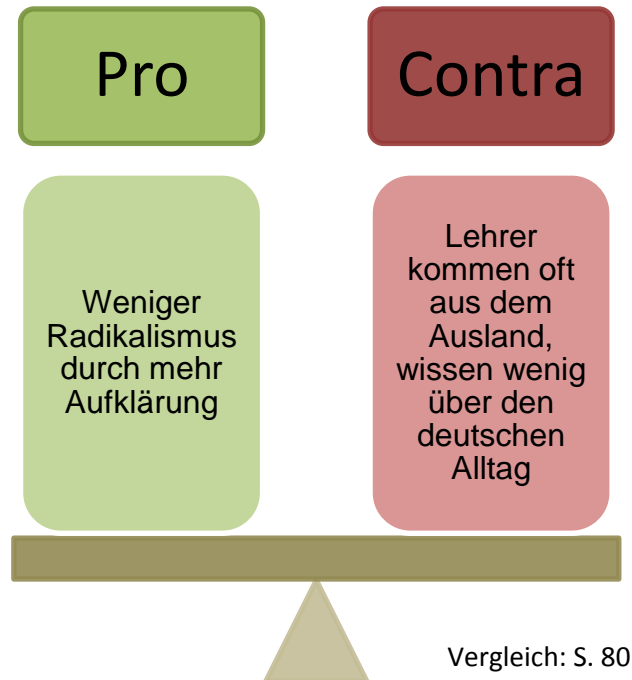 Pro
Contra
Weniger
Radikalismus
durch mehr
Aufklärung
Lehrer
kommen oft
aus dem
Ausland,
wissen wenig
über den
deutschen
Alltag
Vergleich: S. 80